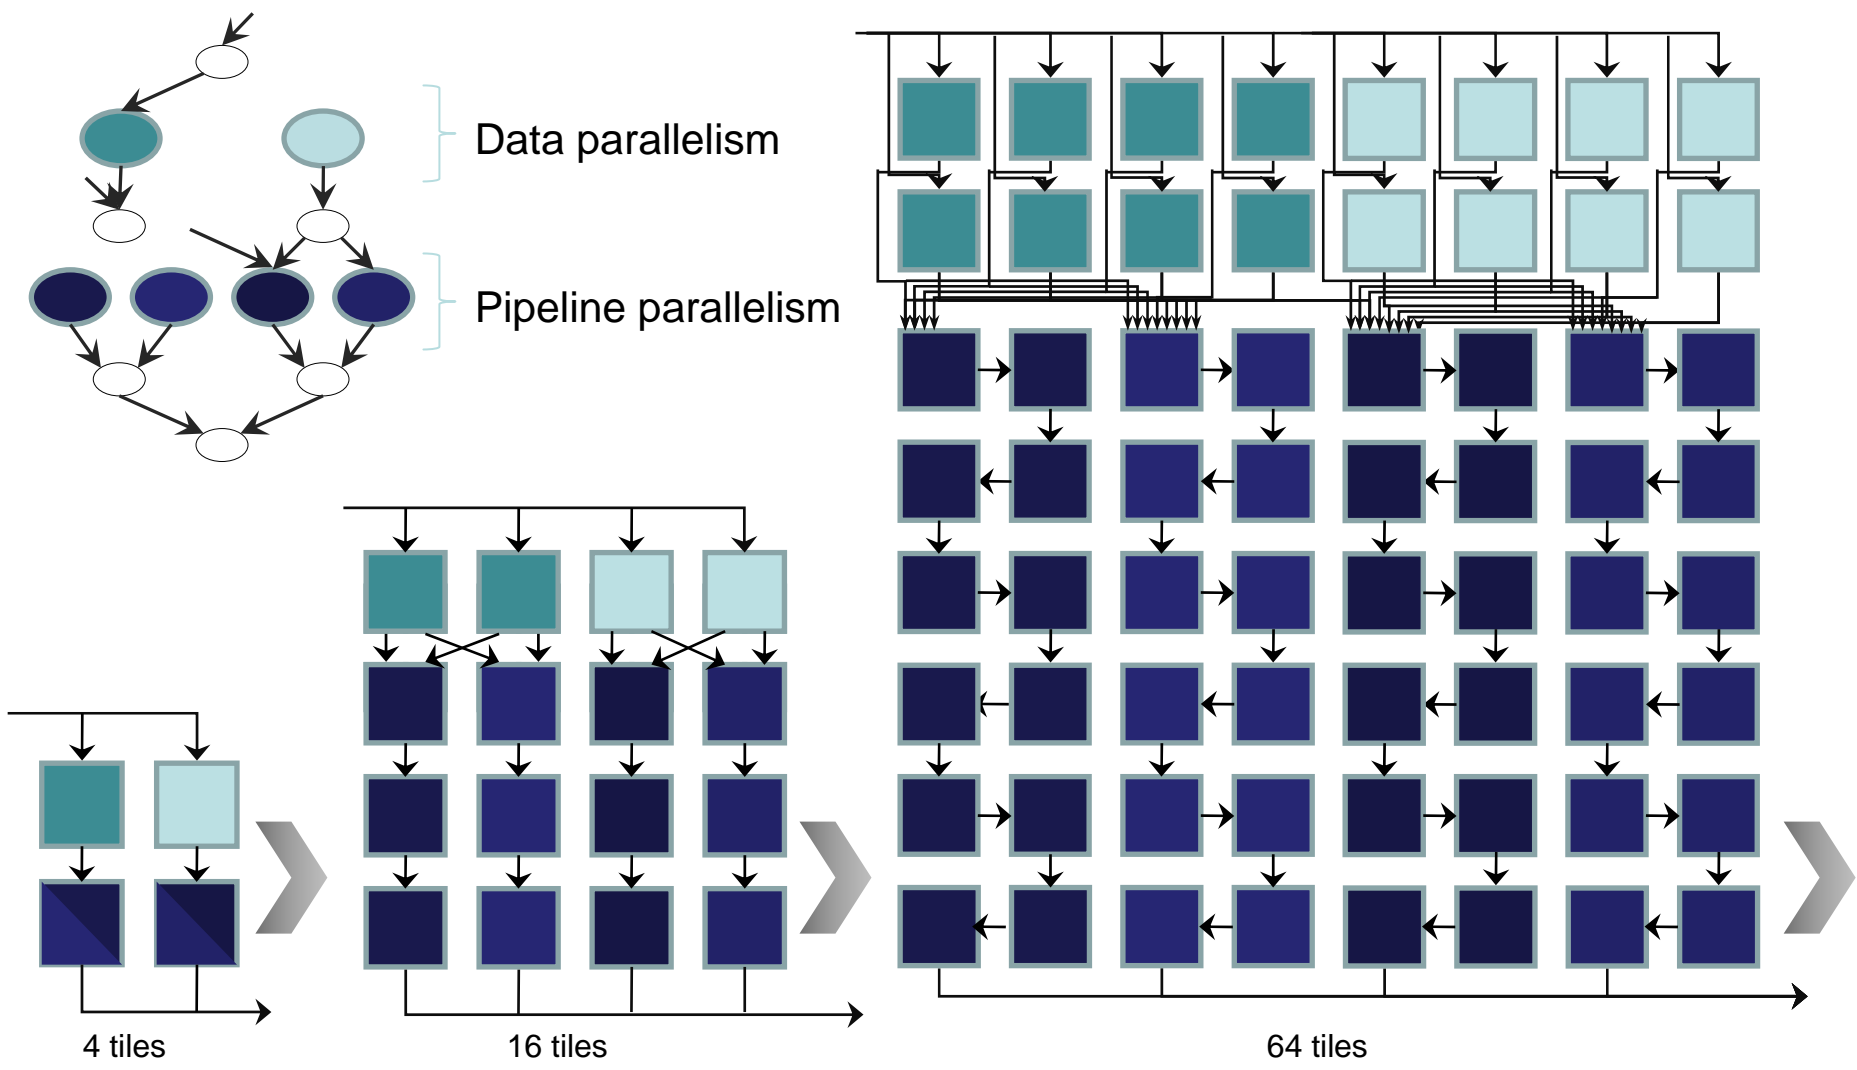 Data parallelism
Pipeline parallelism
4 tiles
16 tiles
64 tiles